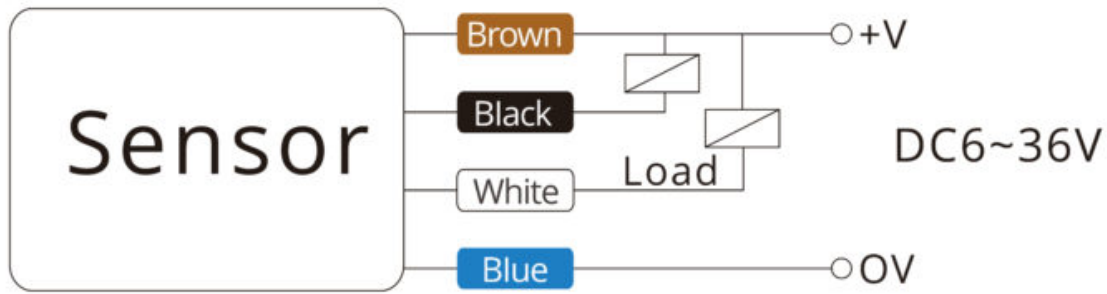 Brown
+V
Sensor
Black
DC6~36V
Load
White
Blue
OV